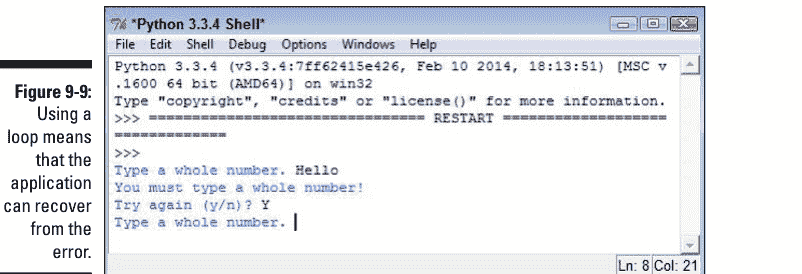 Figure 9-9:
Using a
loop means
that the
application
can recover
from the
error.
*Python 3.3.4 Shell*
File Edit Shell Debug Options Windows Help
Python 3.3.4 (v3.3.4:7ff62415e426, Feb 10 2014, 18:13:51) [MSC v
.1600 64 bit (AMD64)] on win32
Type "copyright", "credits" or "license()" for more information.
>>> ================================ RESTART ===================
=============
>>>
Type a whole number. Hello
You must type a whole number!
Try again (y/n)? Y
Type a whole number.
Ln: 8 Col: 21